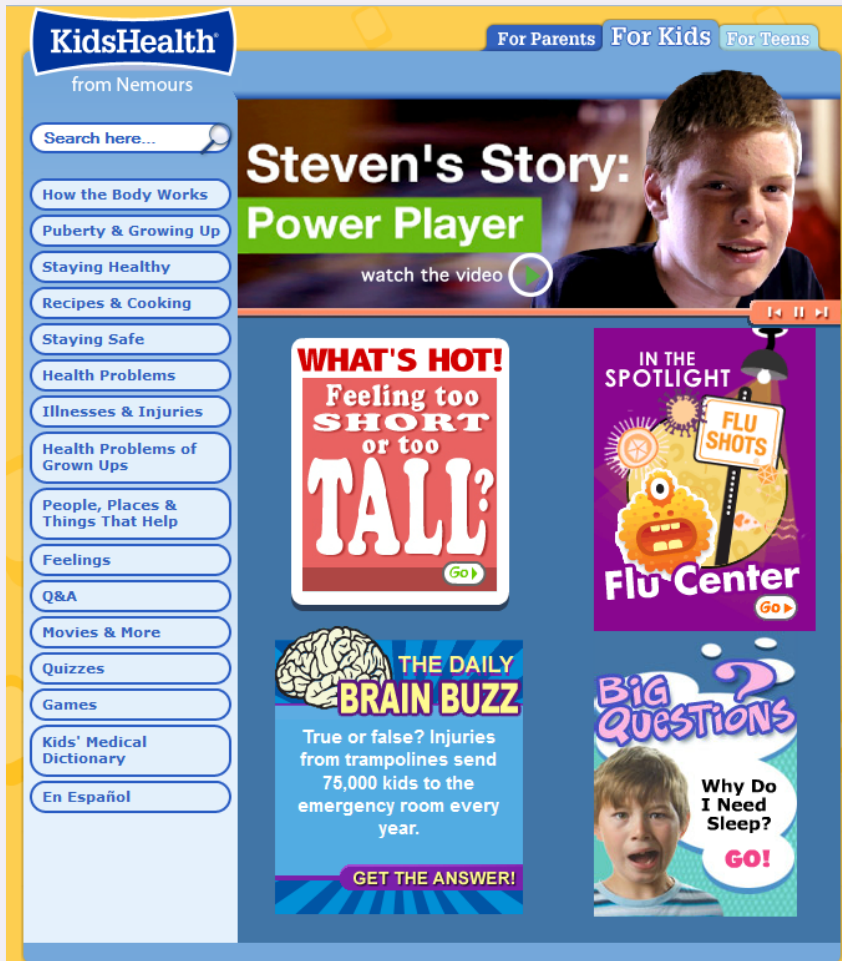 KidsHealth®
from Nemours
For Parents
For Kids
For Teens
Search here...
How the Body Works
Puberty & Growing Up
Staying Healthy
Recipes & Cooking
Staying Safe
Health Problems
Illnesses & Injuries
Health Problems of
Grown Ups
People, Places &
Things That Help
Feelings
Q&A
Movies & More
Quizzes
Games
Kids' Medical
Dictionary
En Español
Steven's Story:
Power Player
watch the video
WHAT'S HOT!
Feeling too
SHORT
or too
TALL?
Go
IN THE
SPOTLIGHT
FLU
SHOTS
Flu Center
Go
THE DAILY
BRAIN BUZZ
True or false? Injuries
from trampolines send
75,000 kids to the
emergency room every
year.
GET THE ANSWER!
BiG
QUESTiONS
Why Do
I Need
Sleep?
GO!